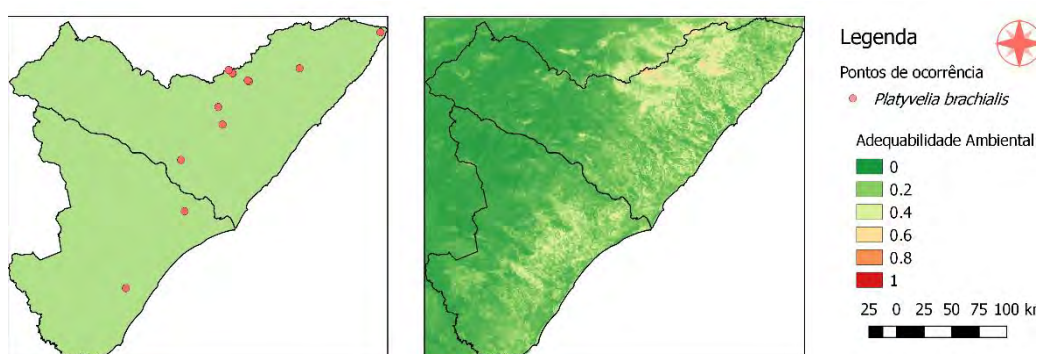 Legenda
Pontos de ocorrência
Platyvelia brachialis
Adequabilidade Ambiental
0
0.2
0.4
0.6
0.8
1
25 0 25 50 75 100 km